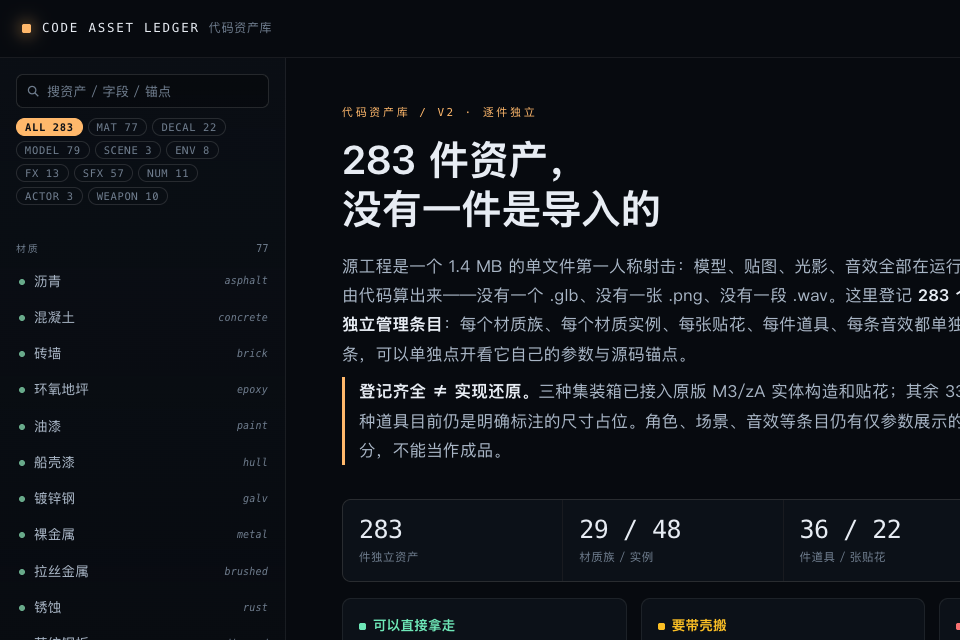 CODE ASSET LEDGER 代码资产库
搜资产 / 字段 / 锚点
ALL 283 MAT 77 DECAL 22
MODEL 79 SCENE 3 ENV 8
FX 13 SFX 57 NUM 11
ACTOR 3 WEAPON 10
材质 77
沥青 asphalt
混凝土 concrete
砖墙 brick
环氧地坪 epoxy
油漆 paint
船壳漆 hull
镀锌钢 galv
裸金属 metal
拉丝金属 brushed
锈蚀 rust
代码资产库 / V2 · 逐件独立
283 件资产，
没有一件是导入的
源工程是一个 1.4 MB 的单文件第一人称射击：模型、贴图、光影、音效全部在运行
由代码算出来——没有一个 .glb、没有一张 .png、没有一段 .wav。这里登记 283
独立管理条目：每个材质族、每个材质实例、每张贴花、每件道具、每条音效都单独
条，可以单独点开看它自己的参数与源码锚点。
登记齐全 ≠ 实现还原。三种集装箱已接入原版 M3/zA 实体构造和贴花；其余 33
种道具目前仍是明确标注的尺寸占位。角色、场景、音效等条目仍有仅参数展示的
分，不能当作成品。
283 29 / 48 36 / 22
件独立资产 材质族 / 实例 件道具 / 张贴花
可以直接拿走 要带壳搬